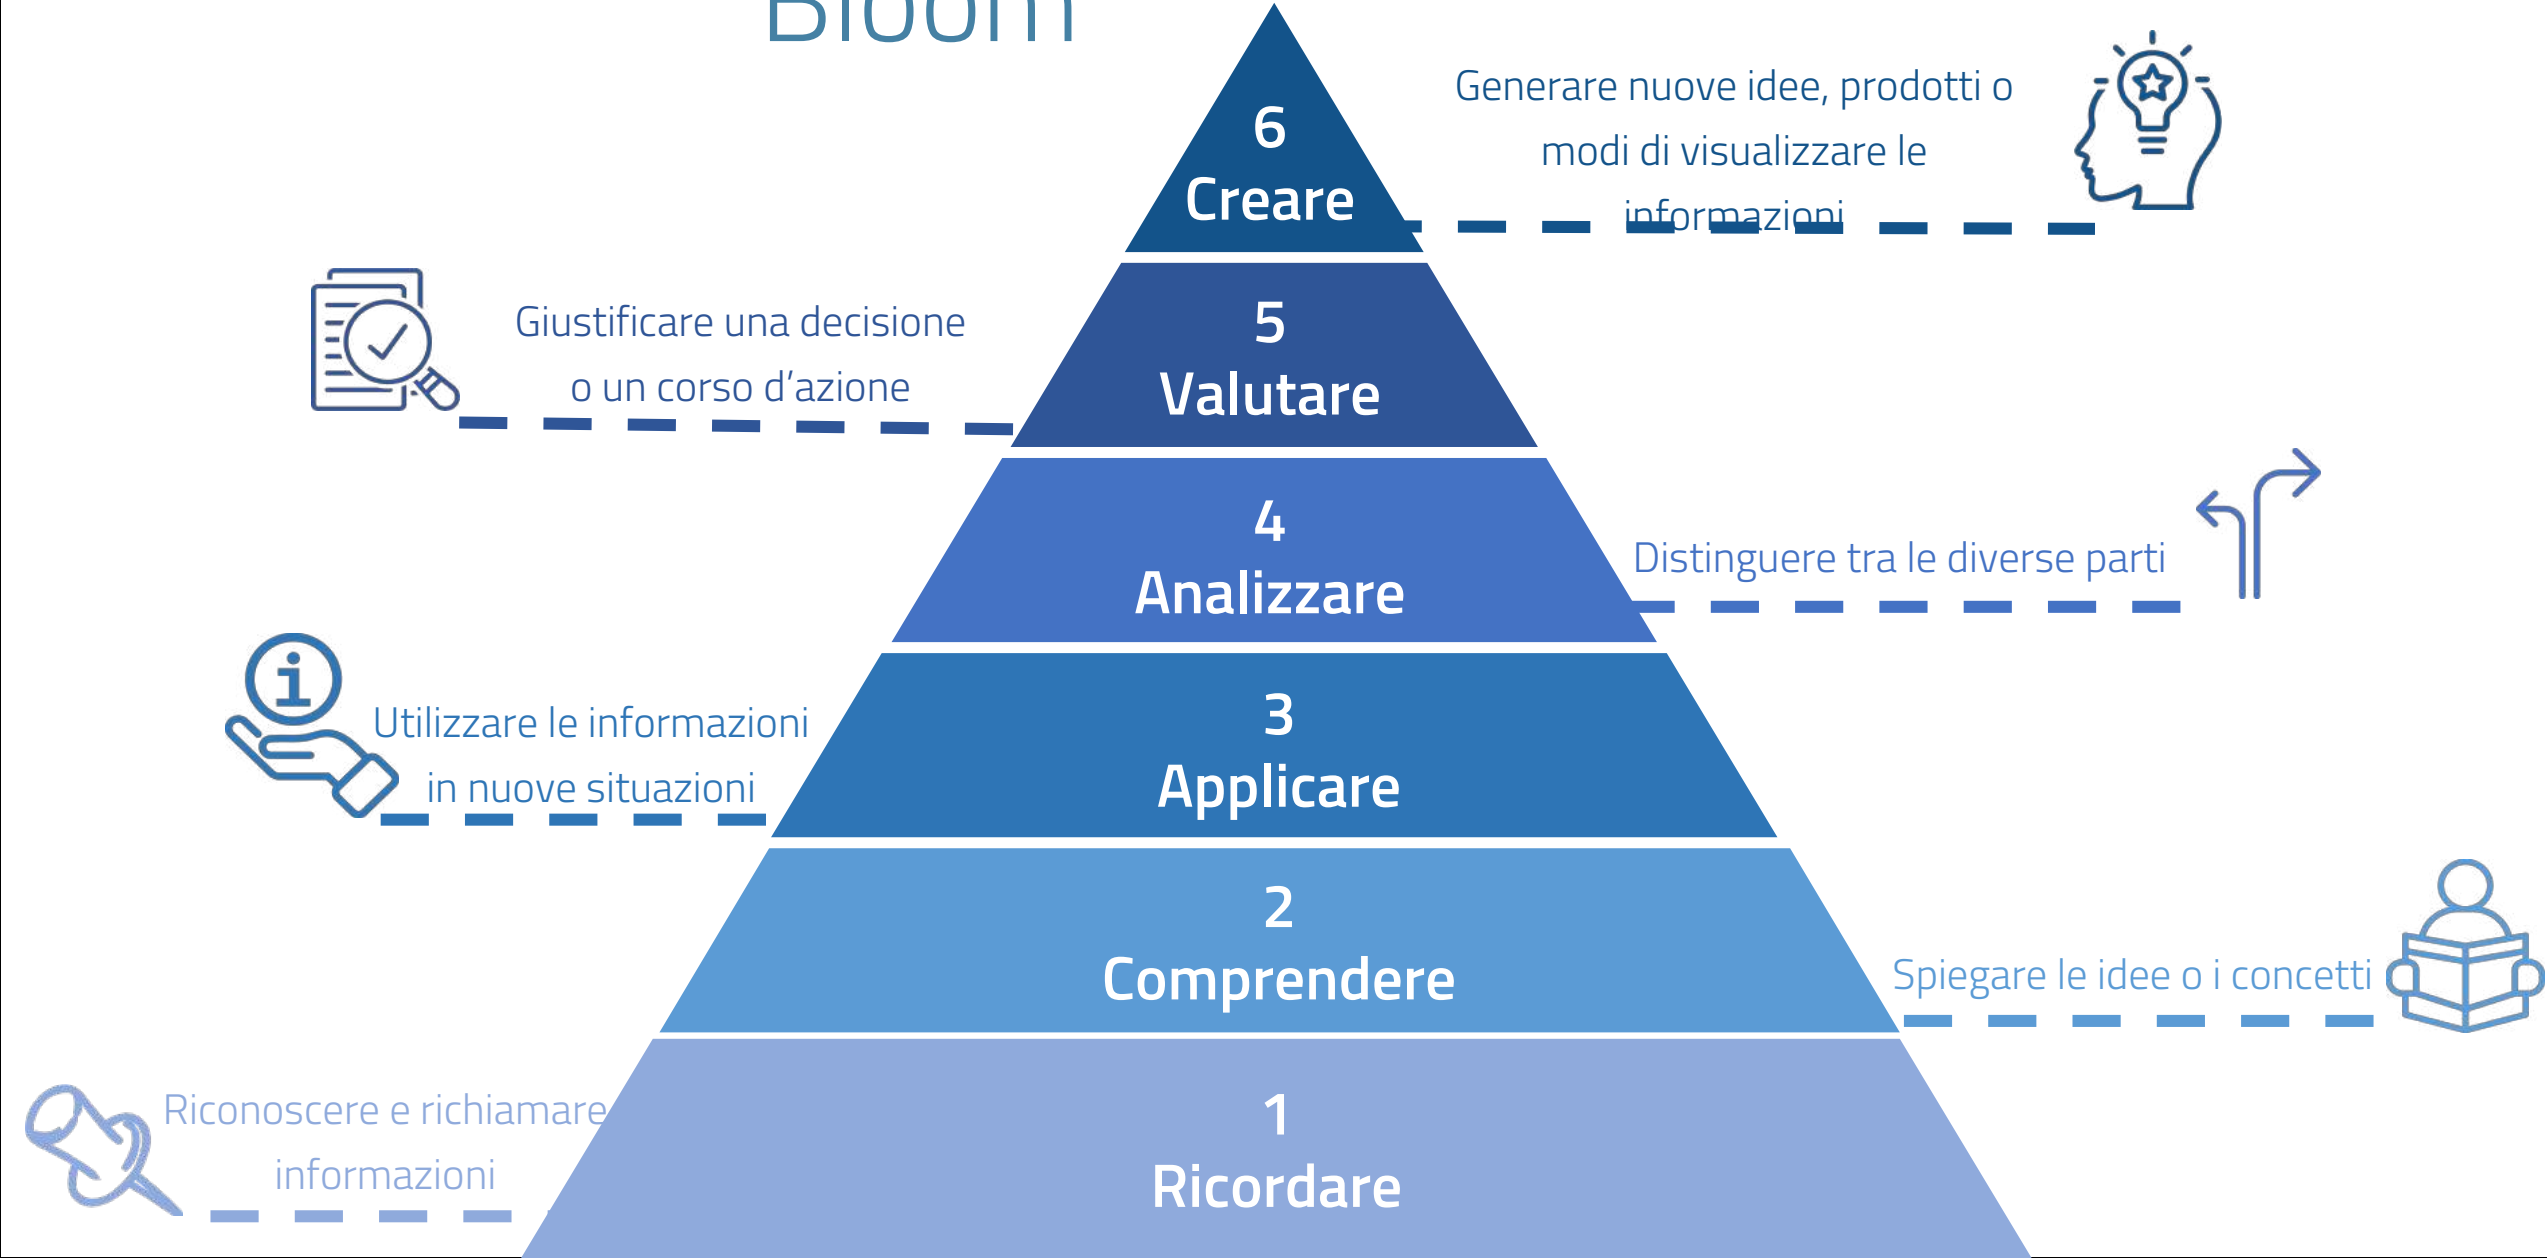 Bloom
6
Creare
Generare nuove idee, prodotti o
modi di visualizzare le
informazioni
Giustificare una decisione
o un corso d’azione
5
Valutare
4
Analizzare
Distinguere tra le diverse parti
i
Utilizzare le informazioni
in nuove situazioni
3
Applicare
2
Comprendere
Spiegare le idee o i concetti
Riconoscere e richiamare
informazioni
1
Ricordare